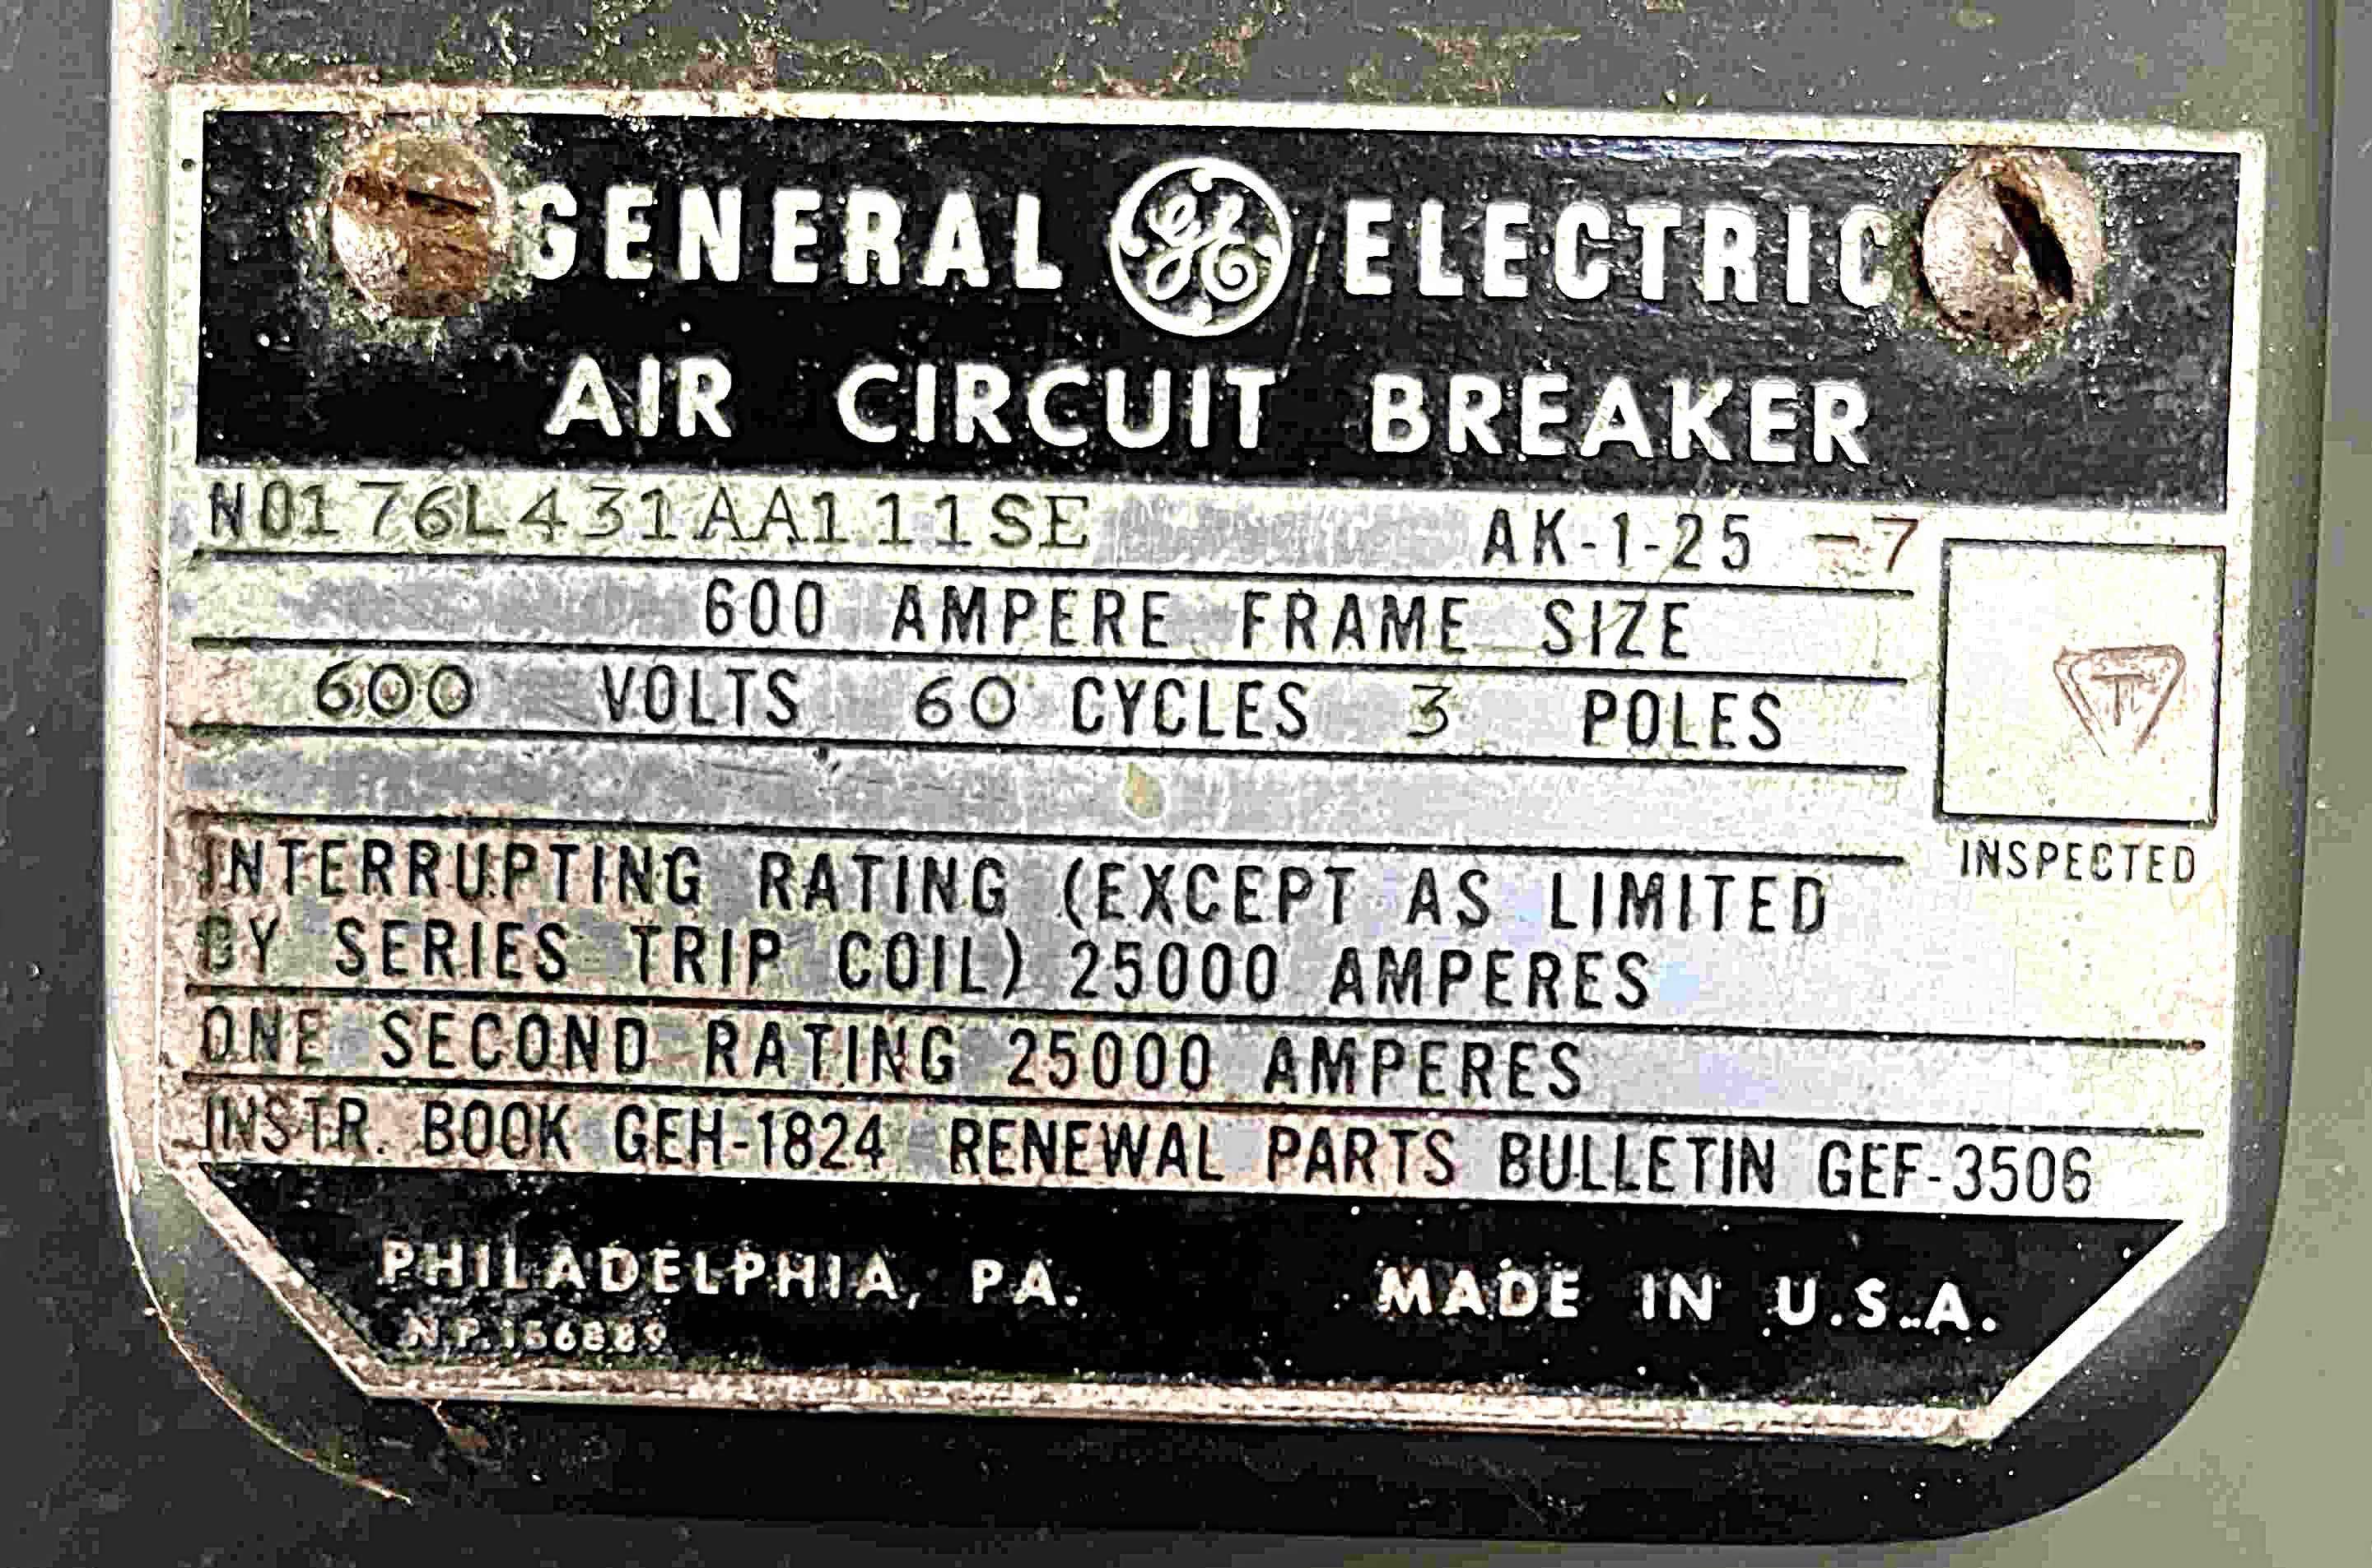 GENERAL GE ELECTRIC
AIR CIRCUIT BREAKER
NO176L431AA111SE AK-1-25 -7
600 AMPERE FRAME SIZE
600 VOLTS 60 CYCLES 3 POLES
INSPECTED
INTERRUPTING RATING (EXCEPT AS LIMITED
BY SERIES TRIP COIL) 25000 AMPERES
ONE SECOND RATING 25000 AMPERES
INSTR. BOOK GEH-1824 RENEWAL PARTS BULLETIN GEF-3506
PHILADELPHIA, PA. MADE IN U.S.A.